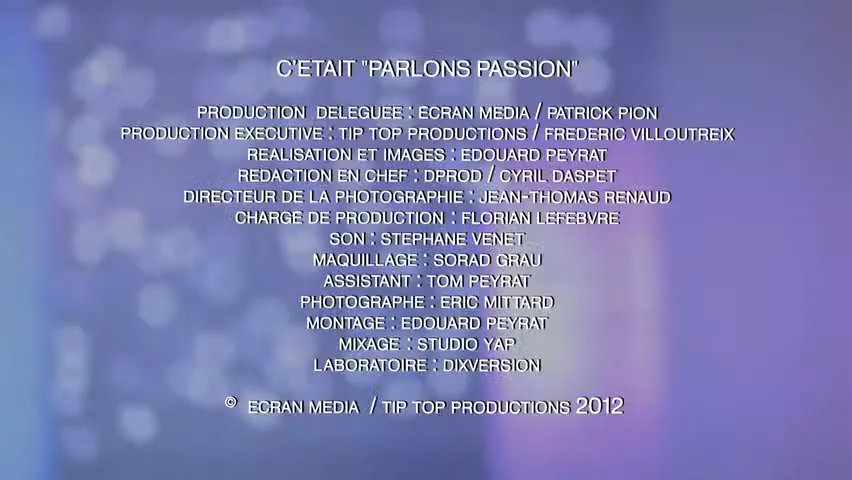 C'ETAIT "PARLONS PASSION"
PRODUCTION DELEGUEE : ECRAN MEDIA / PATRICK PION
PRODUCTION EXECUTIVE : TIP TOP PRODUCTIONS / FREDERIC VILLOUTREIX
REALISATION ET IMAGES : EDOUARD PEYRAT
REDACTION EN CHEF : DPROD / CYRIL DASPET
DIRECTEUR DE LA PHOTOGRAPHIE : JEAN-THOMAS RENAUD
CHARGE DE PRODUCTION : FLORIAN LEFEBVRE
SON : STEPHANE VENET
MAQUILLAGE : SORAD GRAU
ASSISTANT : TOM PEYRAT
PHOTOGRAPHE : ERIC MITTARD
MONTAGE : EDOUARD PEYRAT
MIXAGE : STUDIO YAP
LABORATOIRE : DIXVERSION
© ECRAN MEDIA / TIP TOP PRODUCTIONS 2012